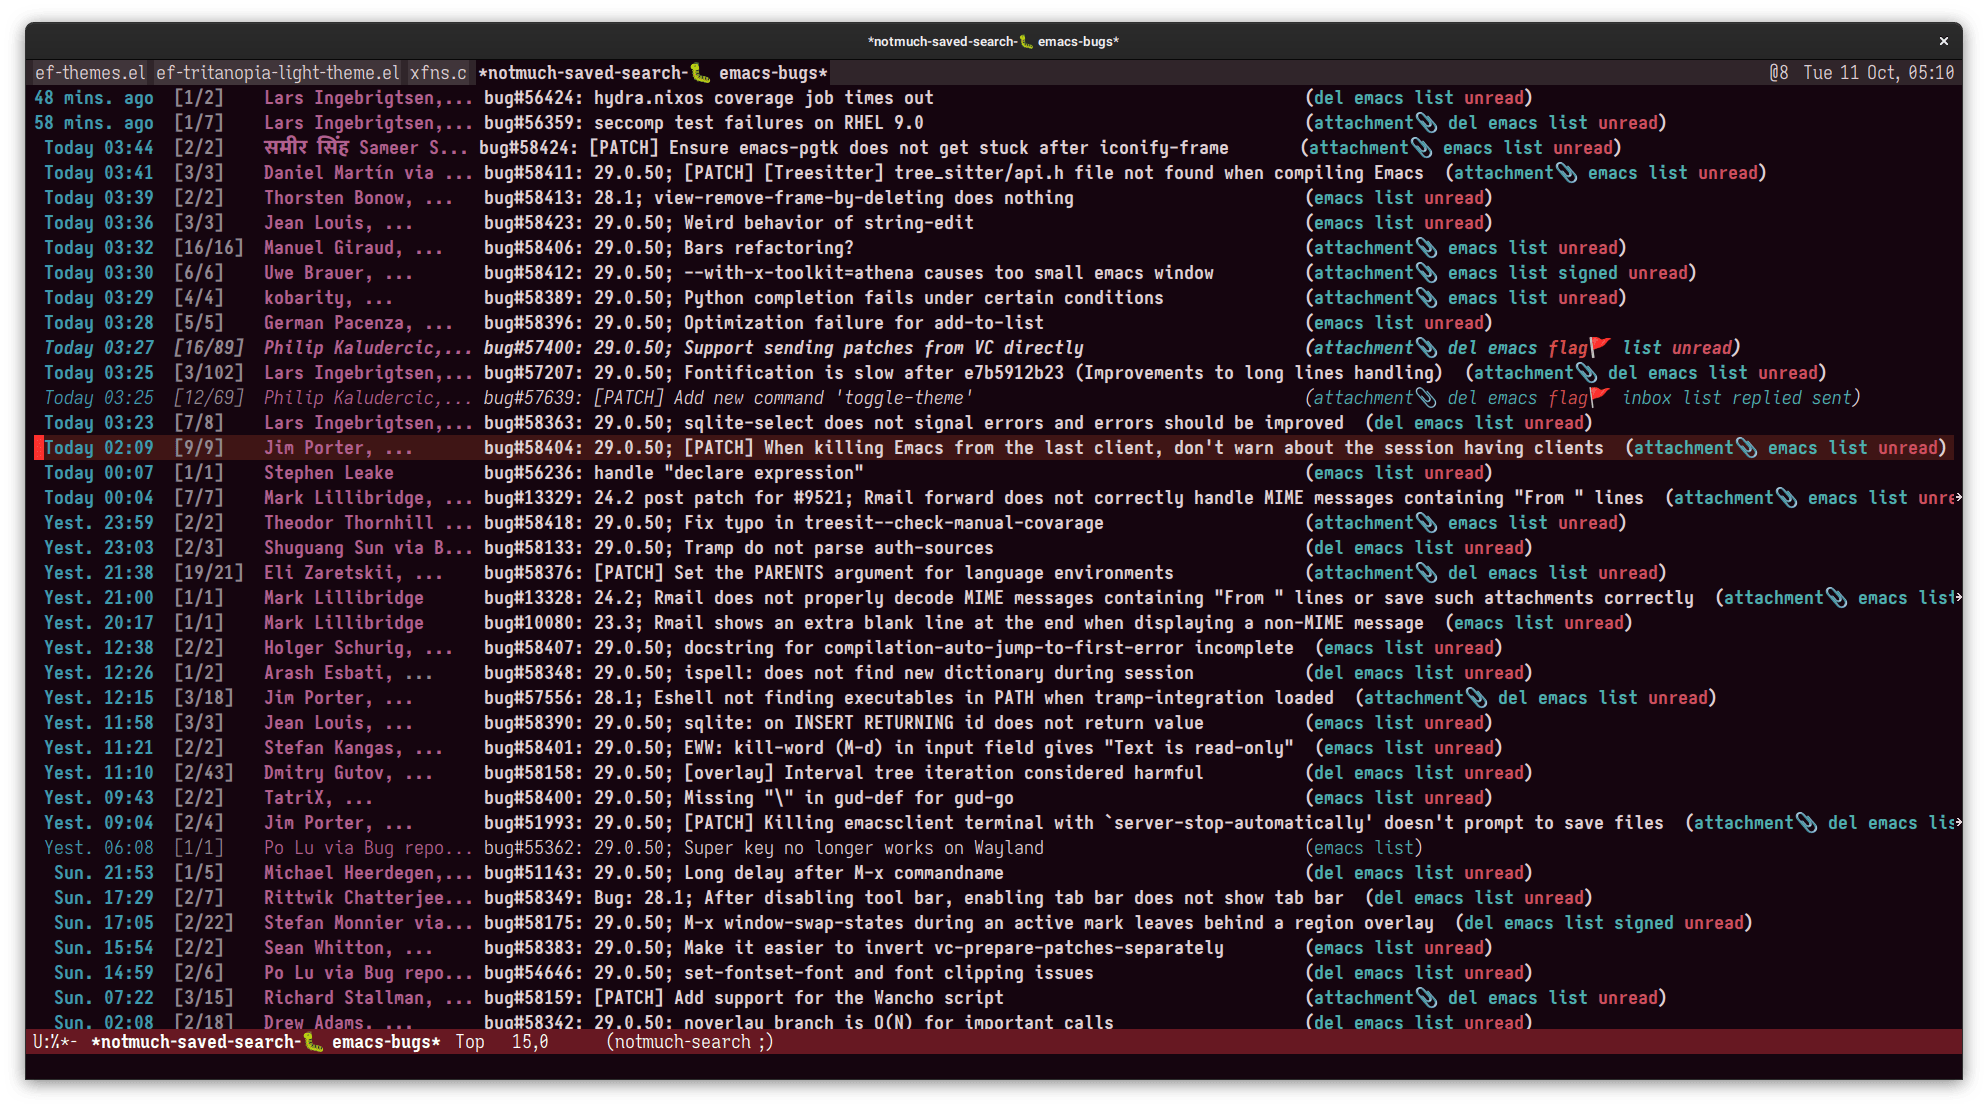 *notmuch-saved-search-🐛 emacs-bugs* ×
ef-themes.el ef-tritanopia-light-theme.el xfns.c *notmuch-saved-search-🐛 emacs-bugs* @8 Tue 11 Oct, 05:10
48 mins. ago [1/2] Lars Ingebrigtsen,... bug#56424: hydra.nixos coverage job times out (del emacs list unread)
58 mins. ago [1/7] Lars Ingebrigtsen,... bug#56359: seccomp test failures on RHEL 9.0 (attachment📎 del emacs list unread)
Today 03:44 [2/2] समीर सिंह Sameer S... bug#58424: [PATCH] Ensure emacs-pgtk does not get stuck after iconify-frame (attachment📎 emacs list unread)
Today 03:41 [3/3] Daniel Martín via ... bug#58411: 29.0.50; [PATCH] [Treesitter] tree_sitter/api.h file not found when compiling Emacs (attachment📎 emacs list unread)
Today 03:39 [2/2] Thorsten Bonow, ... bug#58413: 28.1; view-remove-frame-by-deleting does nothing (emacs list unread)
Today 03:36 [3/3] Jean Louis, ... bug#58423: 29.0.50; Weird behavior of string-edit (emacs list unread)
Today 03:32 [16/16] Manuel Giraud, ... bug#58406: 29.0.50; Bars refactoring? (attachment📎 emacs list unread)
Today 03:30 [6/6] Uwe Brauer, ... bug#58412: 29.0.50; --with-x-toolkit=athena causes too small emacs window (attachment📎 emacs list signed unread)
Today 03:29 [4/4] kobarity, ... bug#58389: 29.0.50; Python completion fails under certain conditions (attachment📎 emacs list unread)
Today 03:28 [5/5] German Pacenza, ... bug#58396: 29.0.50; Optimization failure for add-to-list (emacs list unread)
Today 03:27 [16/89] Philip Kaludercic,... bug#57400: 29.0.50; Support sending patches from VC directly (attachment📎 del emacs flag🚩 list unread)
Today 03:25 [3/102] Lars Ingebrigtsen,... bug#57207: 29.0.50; Fontification is slow after e7b5912b23 (Improvements to long lines handling) (attachment📎 del emacs list unread)
Today 03:25 [12/69] Philip Kaludercic,... bug#57639: [PATCH] Add new command 'toggle-theme' (attachment📎 del emacs flag🚩 inbox list replied sent)
Today 03:23 [7/8] Lars Ingebrigtsen,... bug#58363: 29.0.50; sqlite-select does not signal errors and errors should be improved (del emacs list unread)
Today 02:09 [9/9] Jim Porter, ... bug#58404: 29.0.50; [PATCH] When killing Emacs from the last client, don't warn about the session having clients (attachment📎 emacs list unread)
Today 00:07 [1/1] Stephen Leake bug#56236: handle "declare expression" (emacs list unread)
Today 00:04 [7/7] Mark Lillibridge, ... bug#13329: 24.2 post patch for #9521; Rmail forward does not correctly handle MIME messages containing "From " lines (attachment📎 emacs list unre→
Yest. 23:59 [2/2] Theodor Thornhill ... bug#58418: 29.0.50; Fix typo in treesit--check-manual-covarage (attachment📎 emacs list unread)
Yest. 23:03 [2/3] Shuguang Sun via B... bug#58133: 29.0.50; Tramp do not parse auth-sources (del emacs list unread)
Yest. 21:38 [19/21] Eli Zaretskii, ... bug#58376: [PATCH] Set the PARENTS argument for language environments (attachment📎 del emacs list unread)
Yest. 21:00 [1/1] Mark Lillibridge bug#13328: 24.2; Rmail does not properly decode MIME messages containing "From " lines or save such attachments correctly (attachment📎 emacs list→
Yest. 20:17 [1/1] Mark Lillibridge bug#10080: 23.3; Rmail shows an extra blank line at the end when displaying a non-MIME message (emacs list unread)
Yest. 12:38 [2/2] Holger Schurig, ... bug#58407: 29.0.50; docstring for compilation-auto-jump-to-first-error incomplete (emacs list unread)
Yest. 12:26 [1/2] Arash Esbati, ... bug#58348: 29.0.50; ispell: does not find new dictionary during session (del emacs list unread)
Yest. 12:15 [3/18] Jim Porter, ... bug#57556: 28.1; Eshell not finding executables in PATH when tramp-integration loaded (attachment📎 del emacs list unread)
Yest. 11:58 [3/3] Jean Louis, ... bug#58390: 29.0.50; sqlite: on INSERT RETURNING id does not return value (emacs list unread)
Yest. 11:21 [2/2] Stefan Kangas, ... bug#58401: 29.0.50; EWW: kill-word (M-d) in input field gives "Text is read-only" (emacs list unread)
Yest. 11:10 [2/43] Dmitry Gutov, ... bug#58158: 29.0.50; [overlay] Interval tree iteration considered harmful (del emacs list unread)
Yest. 09:43 [2/2] TatriX, ... bug#58400: 29.0.50; Missing "\" in gud-def for gud-go (emacs list unread)
Yest. 09:04 [2/4] Jim Porter, ... bug#51993: 29.0.50; [PATCH] Killing emacsclient terminal with `server-stop-automatically' doesn't prompt to save files (attachment📎 del emacs lis→
Yest. 06:08 [1/1] Po Lu via Bug repo... bug#55362: 29.0.50; Super key no longer works on Wayland (emacs list)
Sun. 21:53 [1/5] Michael Heerdegen,... bug#51143: 29.0.50; Long delay after M-x commandname (del emacs list unread)
Sun. 17:29 [2/7] Rittwik Chatterjee... bug#58349: Bug: 28.1; After disabling tool bar, enabling tab bar does not show tab bar (del emacs list unread)
Sun. 17:05 [2/22] Stefan Monnier via... bug#58175: 29.0.50; M-x window-swap-states during an active mark leaves behind a region overlay (del emacs list signed unread)
Sun. 15:54 [2/2] Sean Whitton, ... bug#58383: 29.0.50; Make it easier to invert vc-prepare-patches-separately (emacs list unread)
Sun. 14:59 [2/6] Po Lu via Bug repo... bug#54646: 29.0.50; set-fontset-font and font clipping issues (del emacs list unread)
Sun. 07:22 [3/15] Richard Stallman, ... bug#58159: [PATCH] Add support for the Wancho script (attachment📎 del emacs list unread)
Sun. 02:08 [2/18] Drew Adams, ... bug#58342: 29.0.50; noverlay branch is O(N) for important calls (del emacs list unread)
U:%*- *notmuch-saved-search-🐛 emacs-bugs* Top 15,0 (notmuch-search ;)